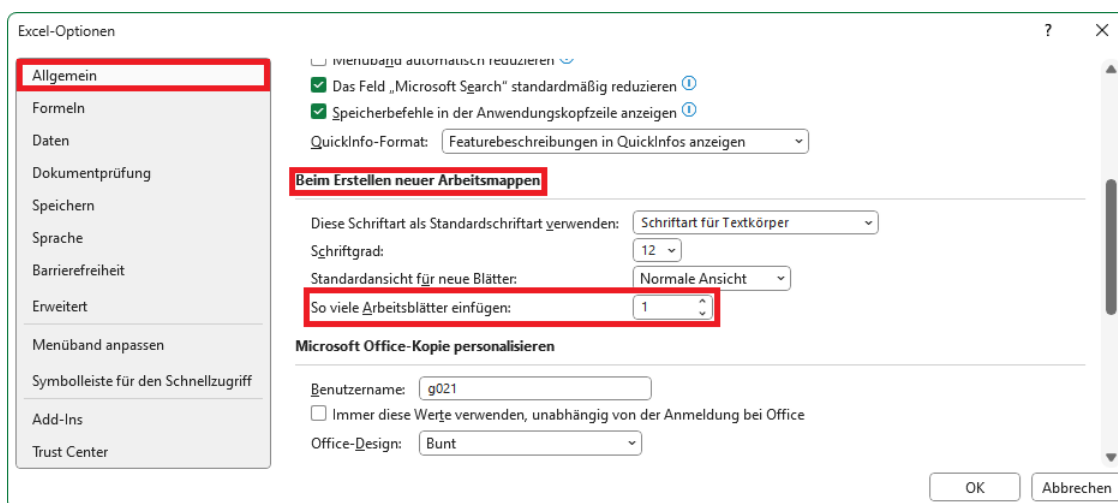 Excel-Optionen ?
Allgemein
Formeln
Daten
Dokumentprüfung
Speichern
Sprache
Barrierefreiheit
Erweitert
Menüband anpassen
Symbolleiste für den Schnellzugriff
Add-Ins
Trust Center
Menüband automatisch reduzieren
Das Feld „Microsoft Search“ standardmäßig reduzieren
Speicherbefehle in der Anwendungskopfzeile anzeigen
QuickInfo-Format: Featurebeschreibungen in QuickInfos anzeigen
Beim Erstellen neuer Arbeitsmappen
Diese Schriftart als Standardschriftart verwenden: Schriftart für Textkörper
Schriftgrad: 12
Standardansicht für neue Blätter: Normale Ansicht
So viele Arbeitsblätter einfügen: 1
Microsoft Office-Kopie personalisieren
Benutzername: g021
Immer diese Werte verwenden, unabhängig von der Anmeldung bei Office
Office-Design: Bunt
OK Abbrechen